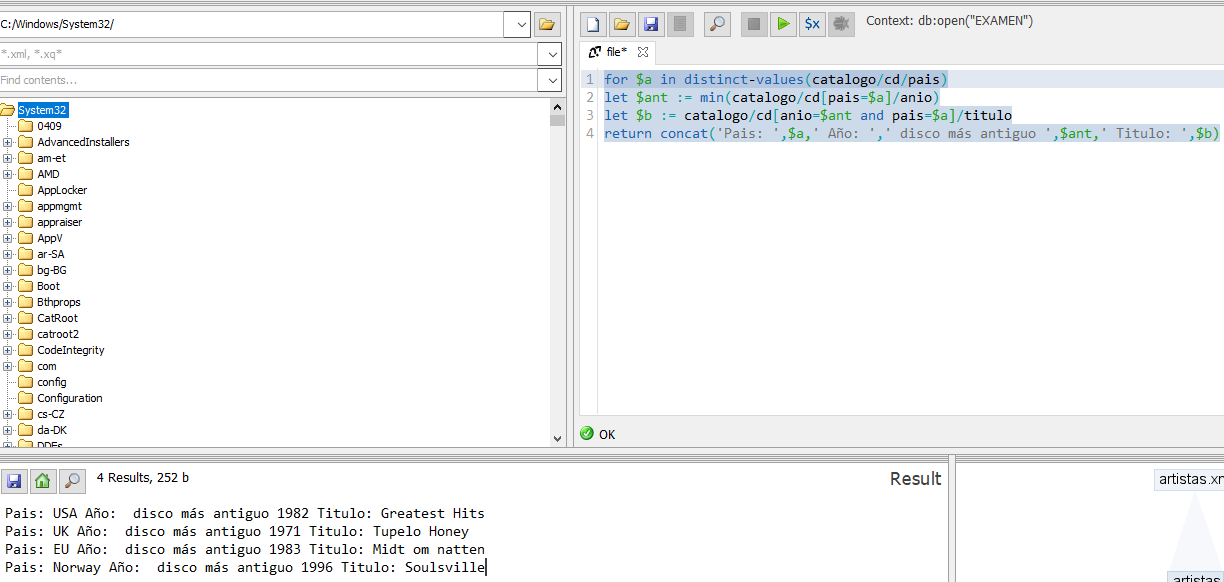 C:/Windows/System32/
*.xml, *.xq*
Find contents...
System32
0409
AdvancedInstallers
am-et
AMD
AppLocker
appmgmt
appraiser
AppV
ar-SA
bg-BG
Boot
Bthprops
CatRoot
catroot2
CodeIntegrity
com
config
Configuration
cs-CZ
da-DK
DDFs
$x
Context: db:open("EXAMEN")
file*
1 for $a in distinct-values(catalogo/cd/pais)
2 let $ant := min(catalogo/cd[pais=$a]/anio)
3 let $b := catalogo/cd[anio=$ant and pais=$a]/titulo
4 return concat('Pais: ',$a,' Año: ',' disco más antiguo ',$ant,' Titulo: ',$b)
OK
4 Results, 252 b
Result
Pais: USA Año:  disco más antiguo 1982 Titulo: Greatest Hits
Pais: UK Año:  disco más antiguo 1971 Titulo: Tupelo Honey
Pais: EU Año:  disco más antiguo 1983 Titulo: Midt om natten
Pais: Norway Año:  disco más antiguo 1996 Titulo: Soulsville
artistas.xm
artistas